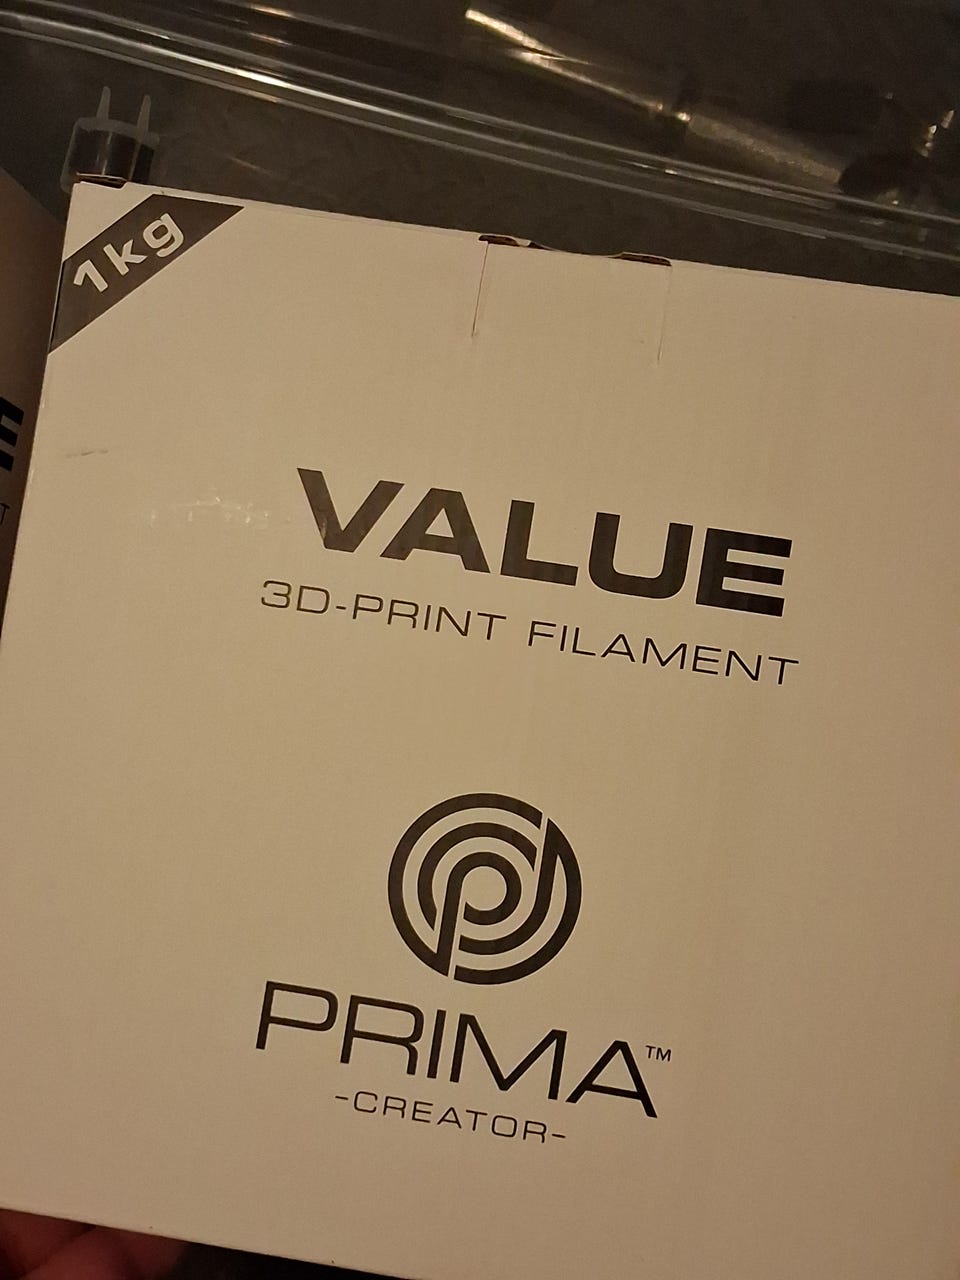 1kg
VALUE
3D-PRINT FILAMENT
PRIMA™
-CREATOR-